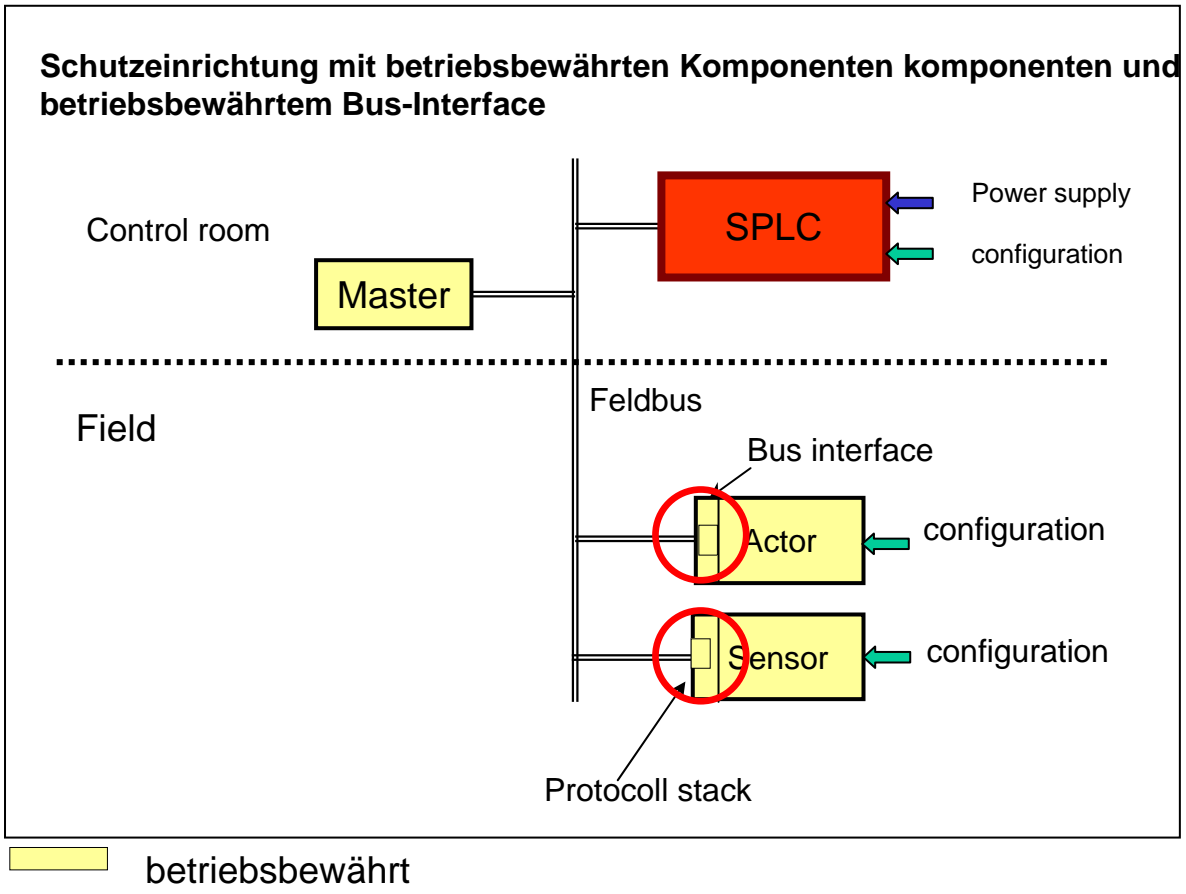 Schutzeinrichtung mit betriebsbewährten Komponenten komponenten und
betriebsbewährtem Bus-Interface
Control room
SPLC
Power supply
configuration
Master
Feldbus
Field
Bus interface
Actor
configuration
Sensor
configuration
Protocoll stack
betriebsbewährt